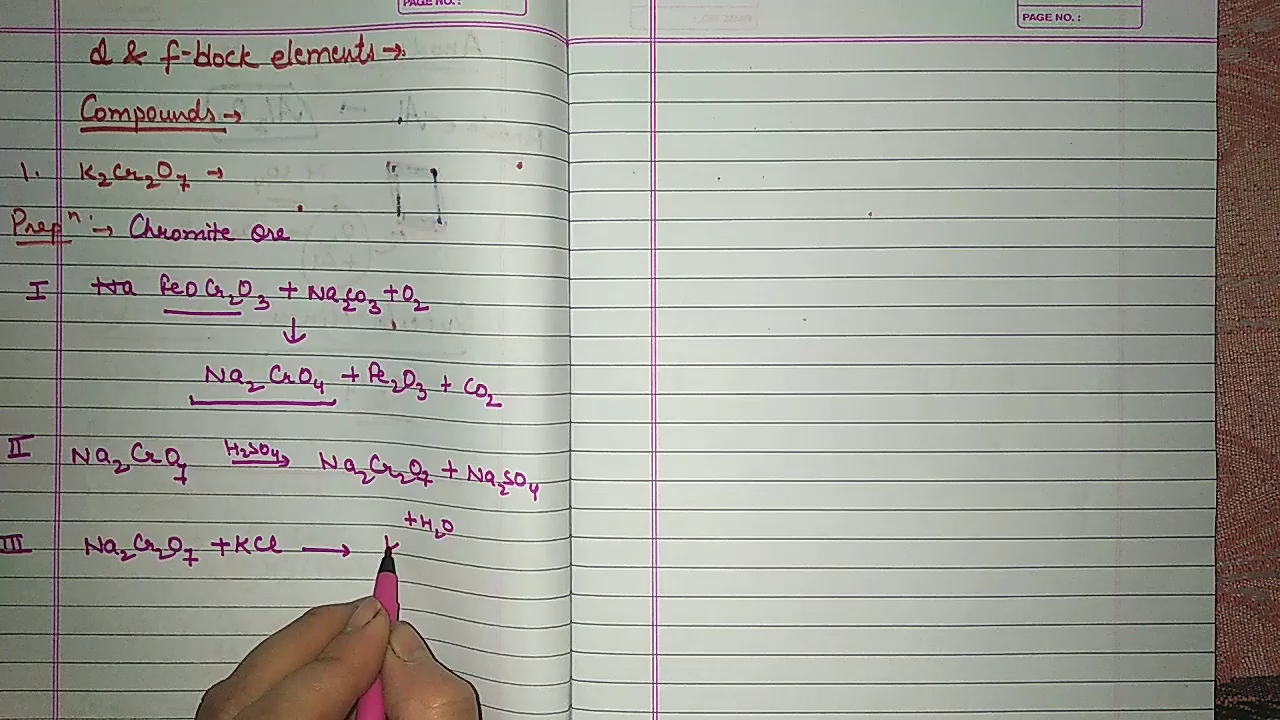 PAGE NO.:
PAGE NO. :
d & f-block elements →
Compounds →
1. K₂Cr₂O₇ →
Prepⁿ → Chromite ore
I Na FeO Cr₂O₃ + Na₂CO₃ + O₂
↓
Na₂CrO₄ + Fe₂O₃ + CO₂
II Na₂CrO₇ H₂SO₄→ Na₂Cr₂O₇ + Na₂SO₄
+ H₂O
III Na₂Cr₂O₇ + KCl ⟶